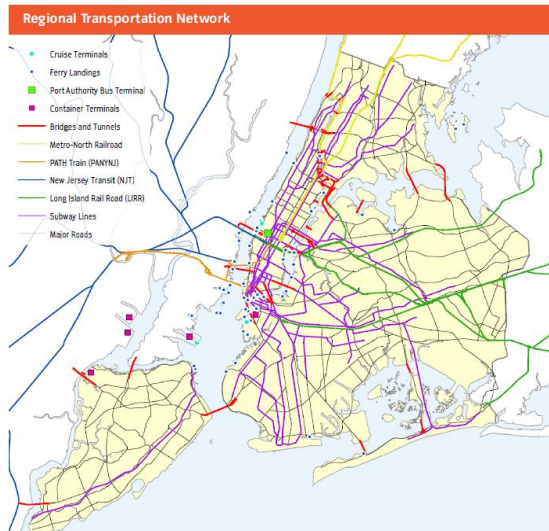 Regional Transportation Network
Cruise Terminals
Ferry Landings
Port Authority Bus Terminal
Container Terminals
Bridges and Tunnels
Metro-North Railroad
PATH Train (PANYNJ)
New Jersey Transit (NJT)
Long Island Rail Road (LIRR)
Subway Lines
Major Roads